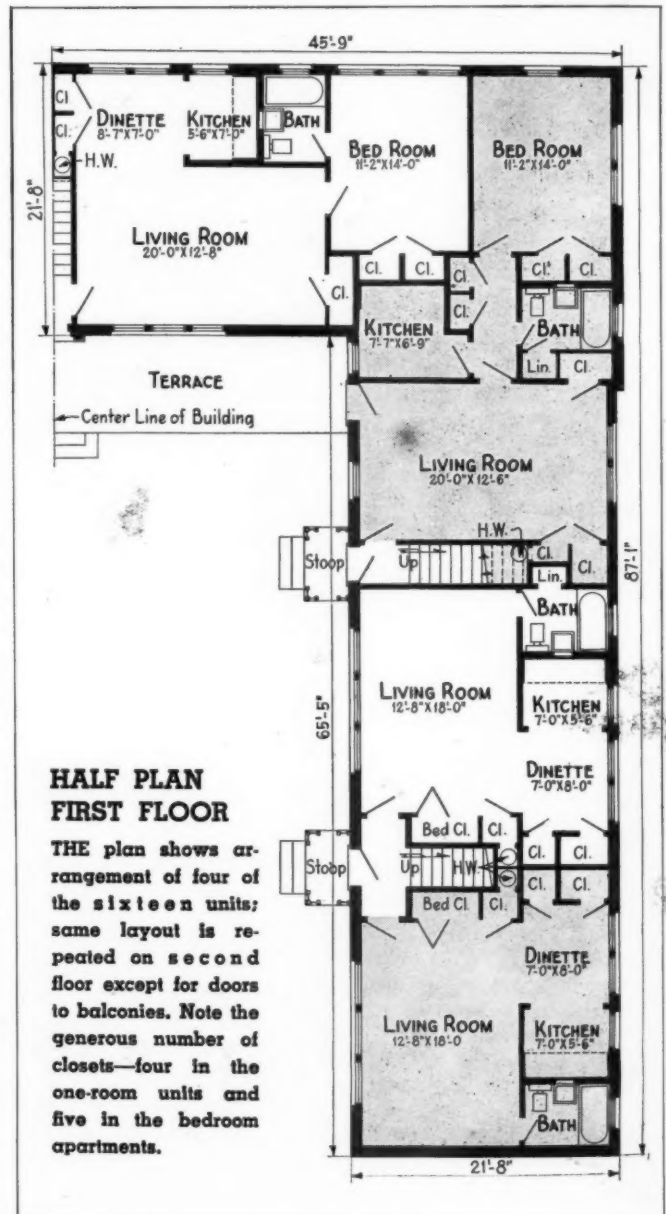 45'-9"
Cl.
DINETTE
8'-7"X7'-0"
KITCHEN
5'-6"X7'-0"
BATH
BED ROOM
11'-2"X14'-0"
BED ROOM
11'-2"X14'-0"
Cl.
H.W.
21'-8"
LIVING ROOM
20'-0"X12'-8"
Cl.
Cl.
Cl.
Cl.
Cl.
Cl.
Cl.
KITCHEN
7'-7"X6'-9"
BATH
Lin.
Cl.
TERRACE
Center Line of Building
LIVING ROOM
20'-0"X12'-6"
H.W.
Stoop
Up
Cl.
Cl.
Lin.
87'-1"
BATH
LIVING ROOM
12'-8"X18'-0"
KITCHEN
7'-0"X5'-6"
65'-5"
DINETTE
7'-0"X8'-0"
Bed Cl.
Cl.
Stoop
Up
H.W.
Cl.
Cl.
Cl.
Cl.
Bed Cl.
Cl.
DINETTE
7'-0"X8'-0"
LIVING ROOM
12'-8"X18'-0
KITCHEN
7'-0"X5'-6"
BATH
21'-8"
HALF PLAN
FIRST FLOOR
THE plan shows ar-
rangement of four of
the sixteen units;
same layout is re-
peated on second
floor except for doors
to balconies. Note the
generous number of
closets—four in the
one-room units and
five in the bedroom
apartments.